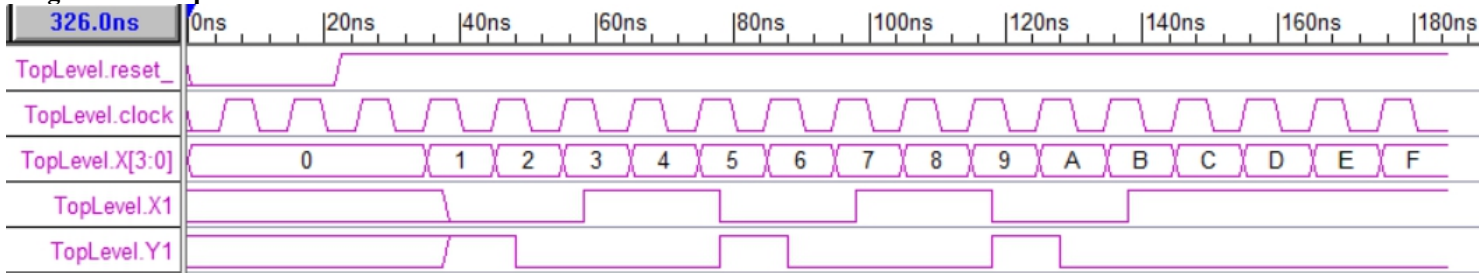 326.0ns 0ns 20ns 40ns 60ns 80ns 100ns 120ns 140ns 160ns 180ns
TopLevel.reset_
TopLevel.clock
TopLevel.X[3:0] 0 1 2 3 4 5 6 7 8 9 A B C D E F
TopLevel.X1
TopLevel.Y1